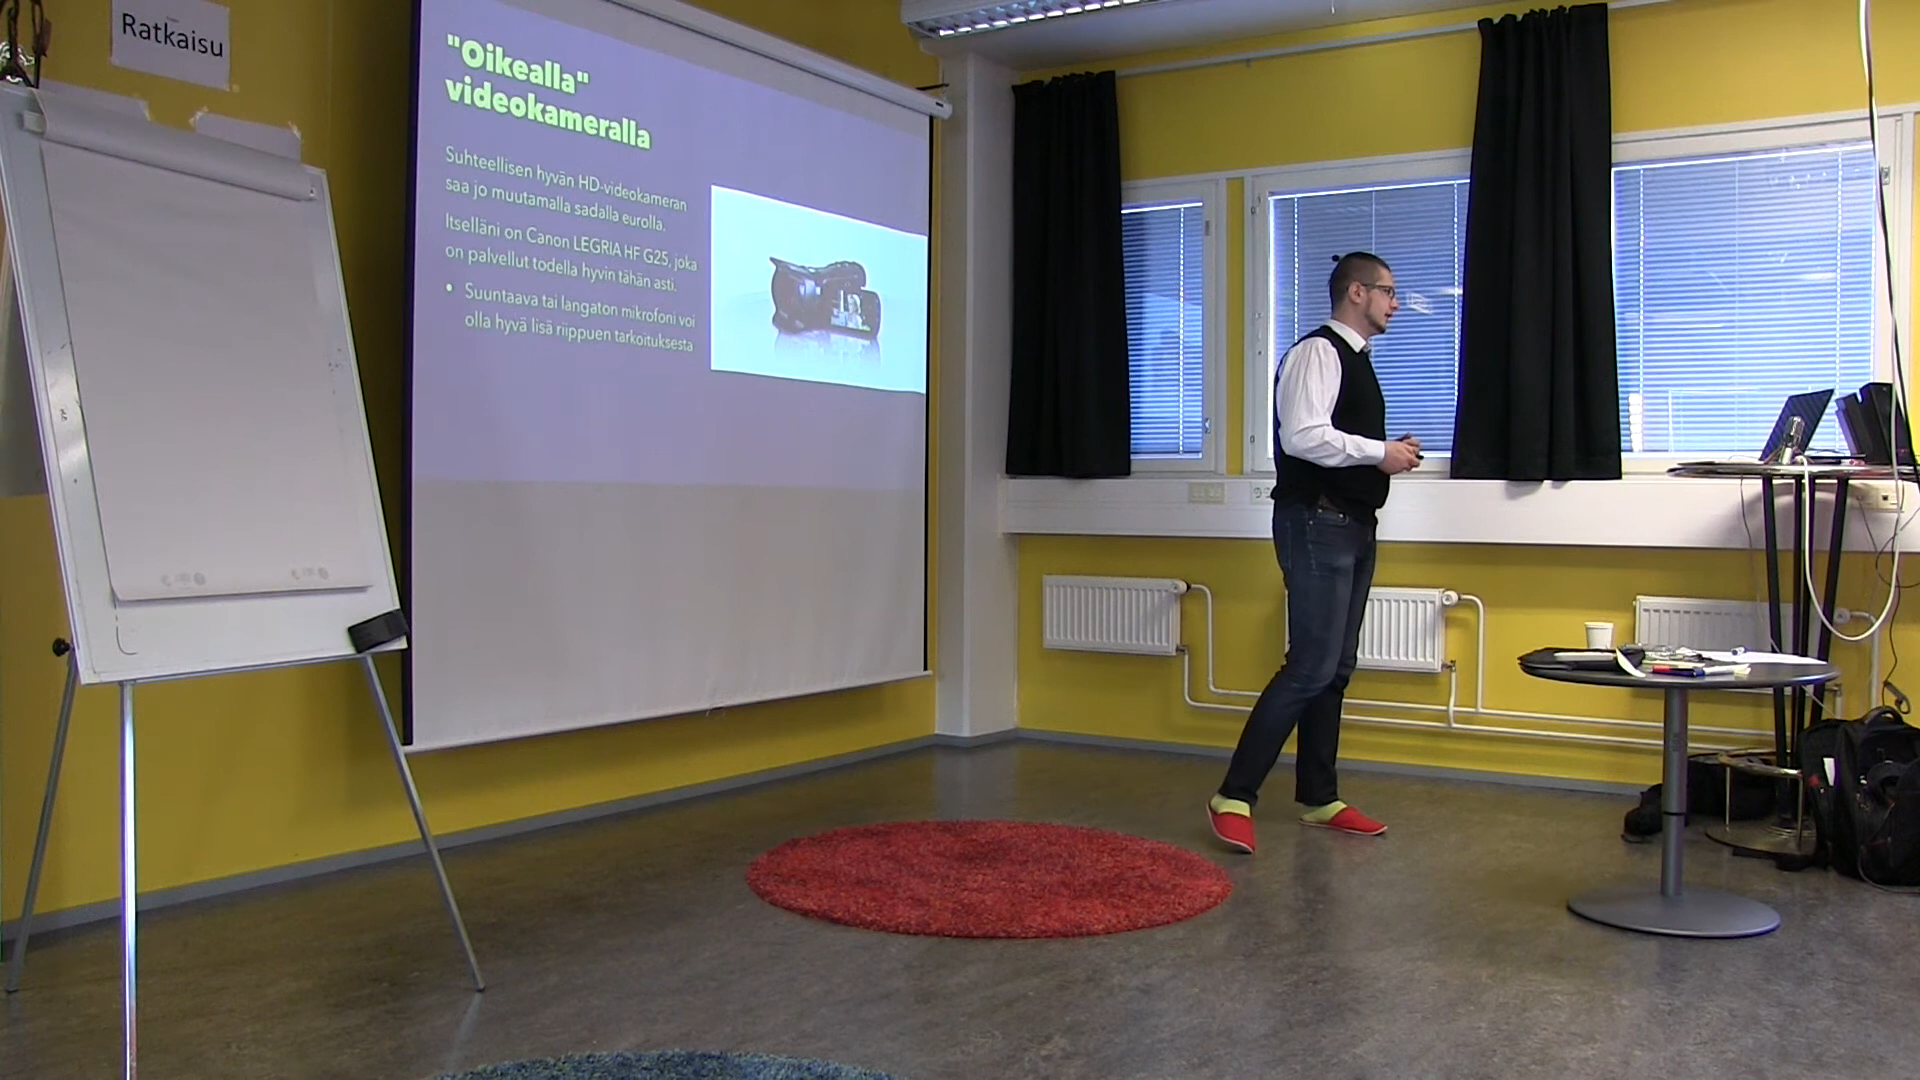 Ratkaisu
"Oikealla"
videokameralla
Suhteellisen hyvän HD-videokameran
saa jo muutamalla sadalla eurolla.
Itselläni on Canon LEGRIA HF G25, joka
on palvellut todella hyvin tähän asti.
• Suuntaava tai langaton mikrofoni voi
olla hyvä lisä riippuen tarkoituksesta